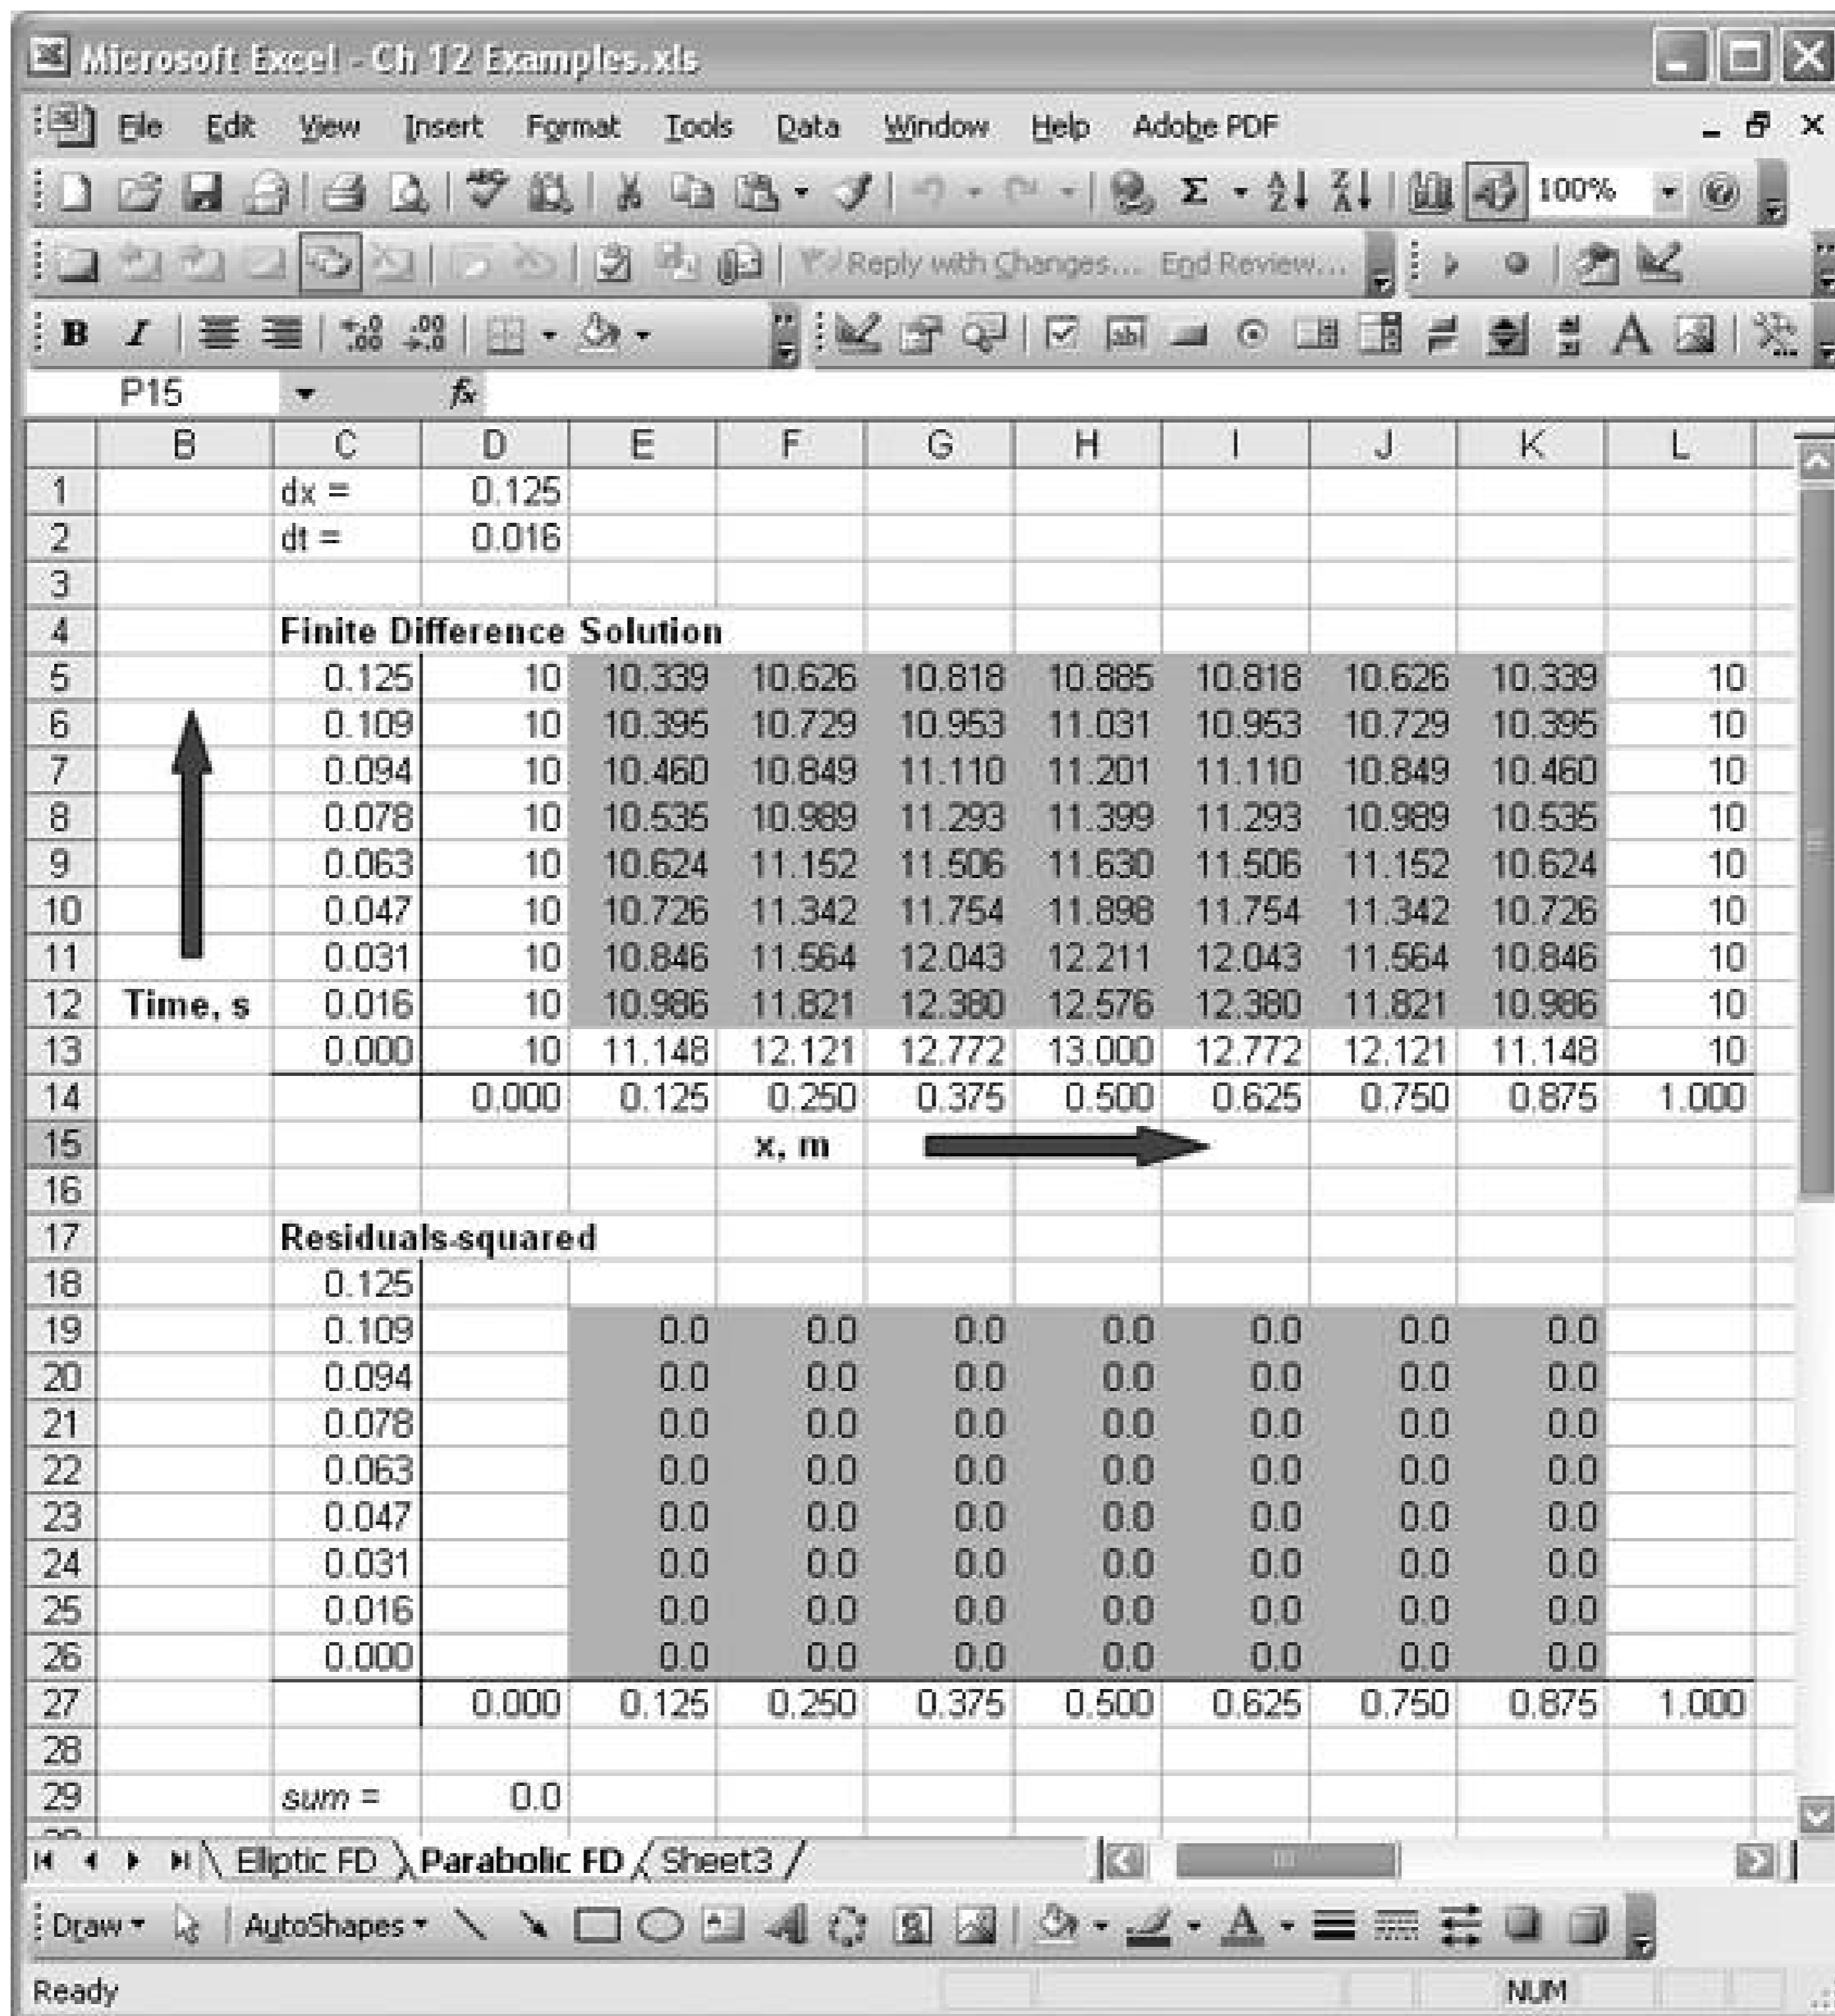 Microsoft Excel - Ch 12 Examples.xls
File Edit View Insert Format Tools Data Window Help Adobe PDF
100%
Reply with Changes... End Review...
P15 fx
B C D E F G H I J K L
1 dx = 0.125
2 dt = 0.016
3
4 Finite Difference Solution
5 0.125 10 10.339 10.626 10.818 10.885 10.818 10.626 10.339 10
6 0.109 10 10.395 10.729 10.953 11.031 10.953 10.729 10.395 10
7 0.094 10 10.460 10.849 11.110 11.201 11.110 10.849 10.460 10
8 0.078 10 10.535 10.989 11.293 11.399 11.293 10.989 10.535 10
9 0.063 10 10.624 11.152 11.506 11.630 11.506 11.152 10.624 10
10 0.047 10 10.726 11.342 11.754 11.898 11.754 11.342 10.726 10
11 0.031 10 10.846 11.564 12.043 12.211 12.043 11.564 10.846 10
12 Time, s 0.016 10 10.986 11.821 12.380 12.576 12.380 11.821 10.986 10
13 0.000 10 11.148 12.121 12.772 13.000 12.772 12.121 11.148 10
14 0.000 0.125 0.250 0.375 0.500 0.625 0.750 0.875 1.000
15 x, m
16
17 Residuals-squared
18 0.125
19 0.109 0.0 0.0 0.0 0.0 0.0 0.0 0.0
20 0.094 0.0 0.0 0.0 0.0 0.0 0.0 0.0
21 0.078 0.0 0.0 0.0 0.0 0.0 0.0 0.0
22 0.063 0.0 0.0 0.0 0.0 0.0 0.0 0.0
23 0.047 0.0 0.0 0.0 0.0 0.0 0.0 0.0
24 0.031 0.0 0.0 0.0 0.0 0.0 0.0 0.0
25 0.016 0.0 0.0 0.0 0.0 0.0 0.0 0.0
26 0.000 0.0 0.0 0.0 0.0 0.0 0.0 0.0
27 0.000 0.125 0.250 0.375 0.500 0.625 0.750 0.875 1.000
28
29 sum = 0.0
Elliptic FD Parabolic FD Sheet3
Draw AutoShapes
Ready NUM